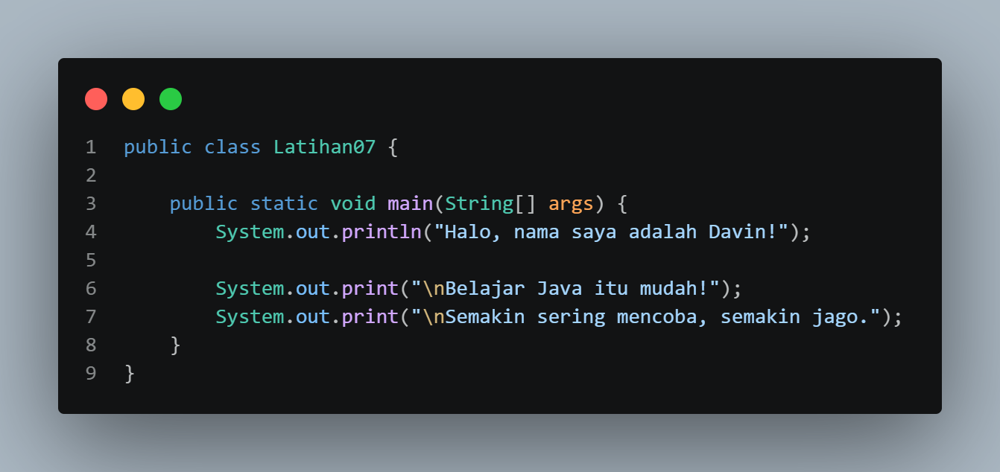 1 public class Latihan07 {
2
3     public static void main(String[] args) {
4         System.out.println("Halo, nama saya adalah Davin!");
5
6         System.out.print("\nBelajar Java itu mudah!");
7         System.out.print("\nSemakin sering mencoba, semakin jago.");
8     }
9 }